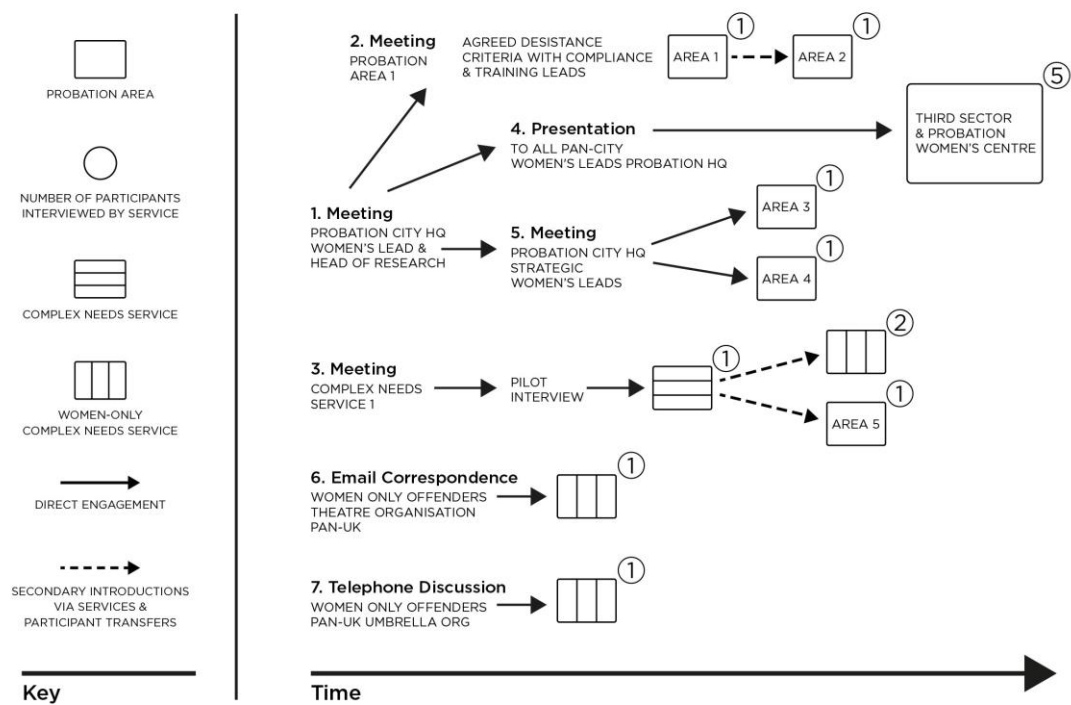 PROBATION AREA
NUMBER OF PARTICIPANTS
INTERVIEWED BY SERVICE
COMPLEX NEEDS SERVICE
WOMEN-ONLY
COMPLEX NEEDS SERVICE
DIRECT ENGAGEMENT
SECONDARY INTRODUCTIONS
VIA SERVICES &
PARTICIPANT TRANSFERS
Key
2. Meeting
PROBATION
AREA 1
AGREED DESISTANCE
CRITERIA WITH COMPLIANCE
& TRAINING LEADS
AREA 1
1
AREA 2
1
4. Presentation
TO ALL PAN-CITY
WOMEN'S LEADS PROBATION HQ
THIRD SECTOR
& PROBATION
WOMEN'S CENTRE
5
1. Meeting
PROBATION CITY HQ
WOMEN'S LEAD &
HEAD OF RESEARCH
5. Meeting
PROBATION CITY HQ
STRATEGIC
WOMEN'S LEADS
AREA 3
1
AREA 4
1
3. Meeting
COMPLEX NEEDS
SERVICE 1
PILOT
INTERVIEW
1
2
AREA 5
1
6. Email Correspondence
WOMEN ONLY OFFENDERS
THEATRE ORGANISATION
PAN-UK
1
7. Telephone Discussion
WOMEN ONLY OFFENDERS
PAN-UK UMBRELLA ORG
1
Time